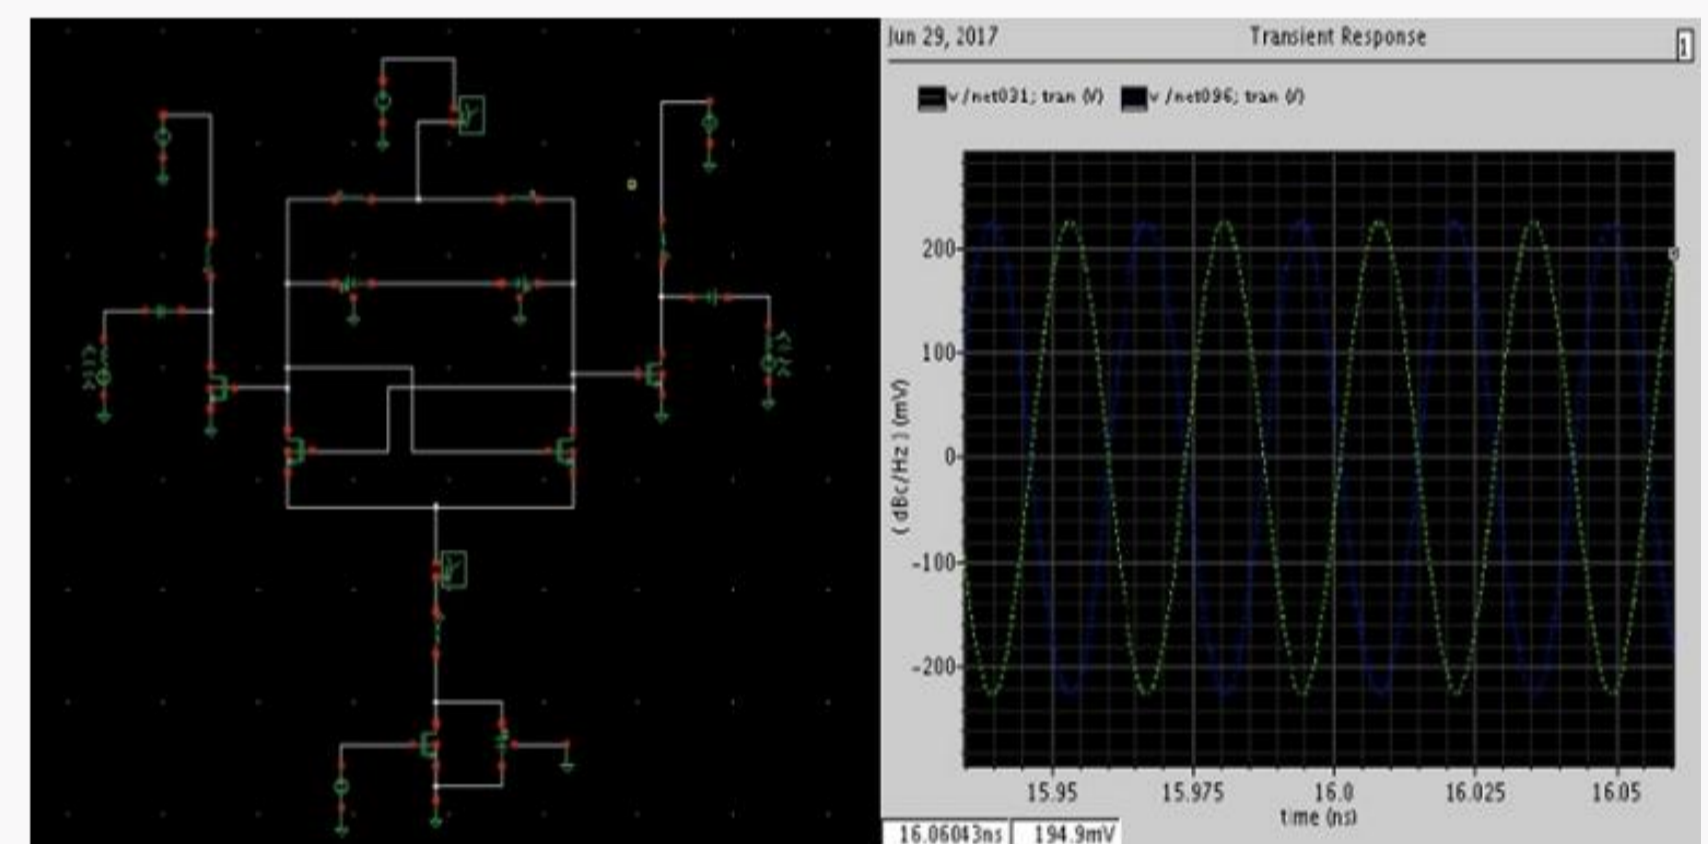 Jun 29, 2017
Transient Response
1
v /net031; tran (V)
v /net096; tran (V)
200
100
0
-100
-200
( dBc/Hz ) (mV)
15.95
15.975
16.0
16.025
16.05
time (ns)
16.06043ns
194.9mV